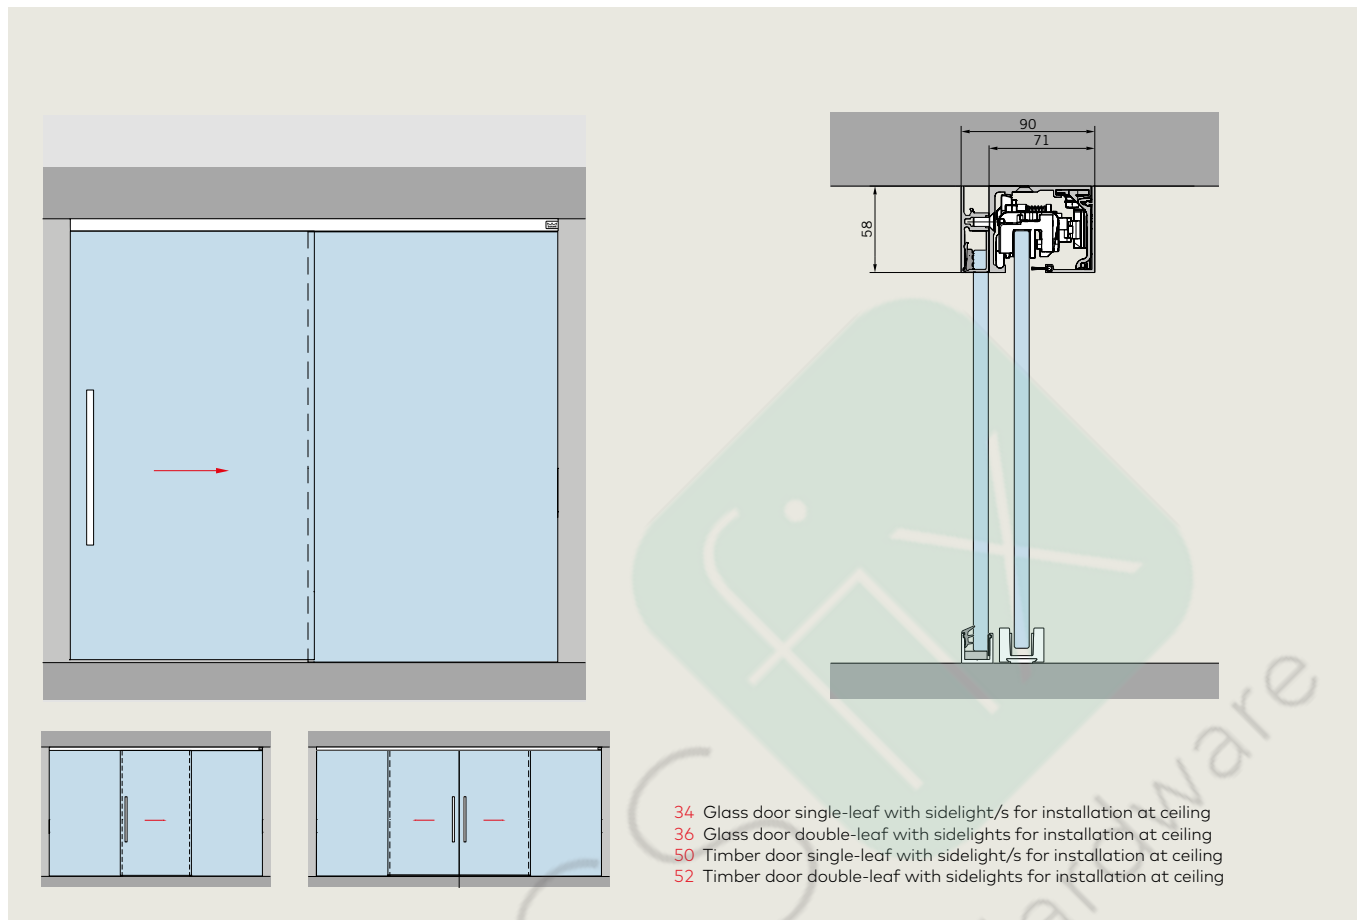 90
71
58
34 Glass door single-leaf with sidelight/s for installation at ceiling
36 Glass door double-leaf with sidelights for installation at ceiling
50 Timber door single-leaf with sidelight/s for installation at ceiling
52 Timber door double-leaf with sidelights for installation at ceiling
fix